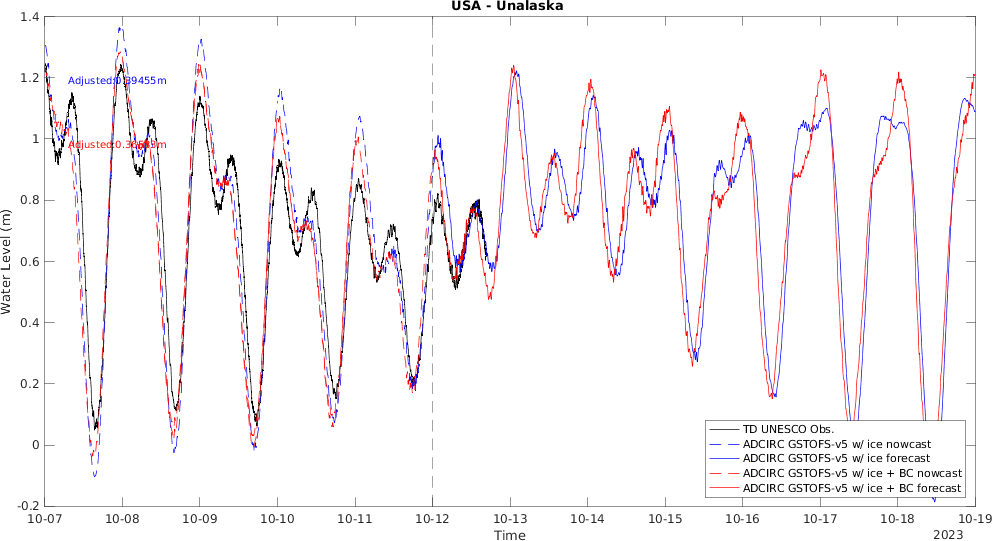 USA - Unalaska
1.4
1.2
1
0.8
0.6
0.4
0.2
0
-0.2
Water Level (m)
Adjusted:0.39455m
TD UNESCO Obs.
ADCIRC GSTOFS-v5 w/ ice nowcast
ADCIRC GSTOFS-v5 w/ ice forecast
ADCIRC GSTOFS-v5 w/ ice + BC nowcast
ADCIRC GSTOFS-v5 w/ ice + BC forecast
10-07 10-08 10-09 10-10 10-11 10-12 10-13 10-14 10-15 10-16 10-17 10-18 10-19
Time
2023